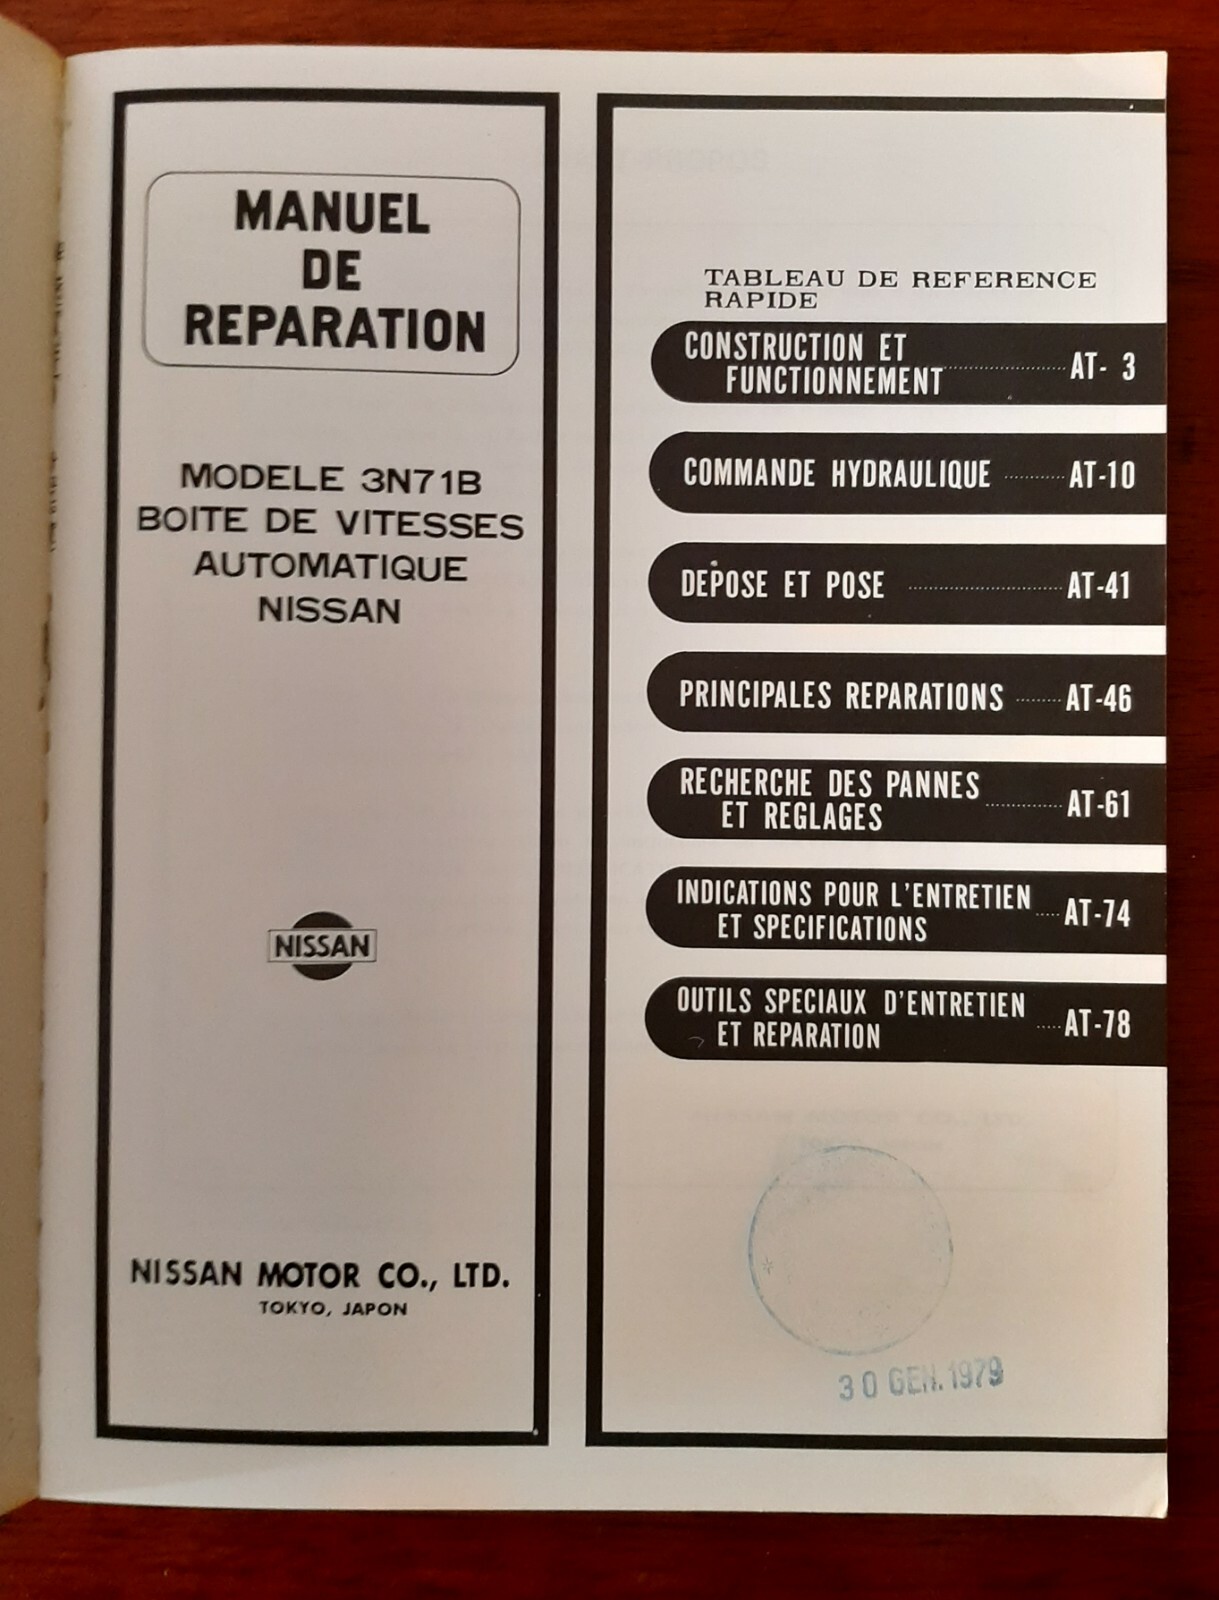 MANUEL
DE
REPARATION
MODELE 3N71B
BOITE DE VITESSES
AUTOMATIQUE
NISSAN
NISSAN
NISSAN MOTOR CO., LTD.
TOKYO, JAPON
TABLEAU DE REFERENCE
RAPIDE
CONSTRUCTION ET
FUNCTIONNEMENT AT- 3
COMMANDE HYDRAULIQUE AT-10
DEPOSE ET POSE AT-41
PRINCIPALES REPARATIONS AT-46
RECHERCHE DES PANNES
ET REGLAGES AT-61
INDICATIONS POUR L'ENTRETIEN
ET SPECIFICATIONS AT-74
OUTILS SPECIAUX D'ENTRETIEN
ET REPARATION AT-78
30 GEN. 1979